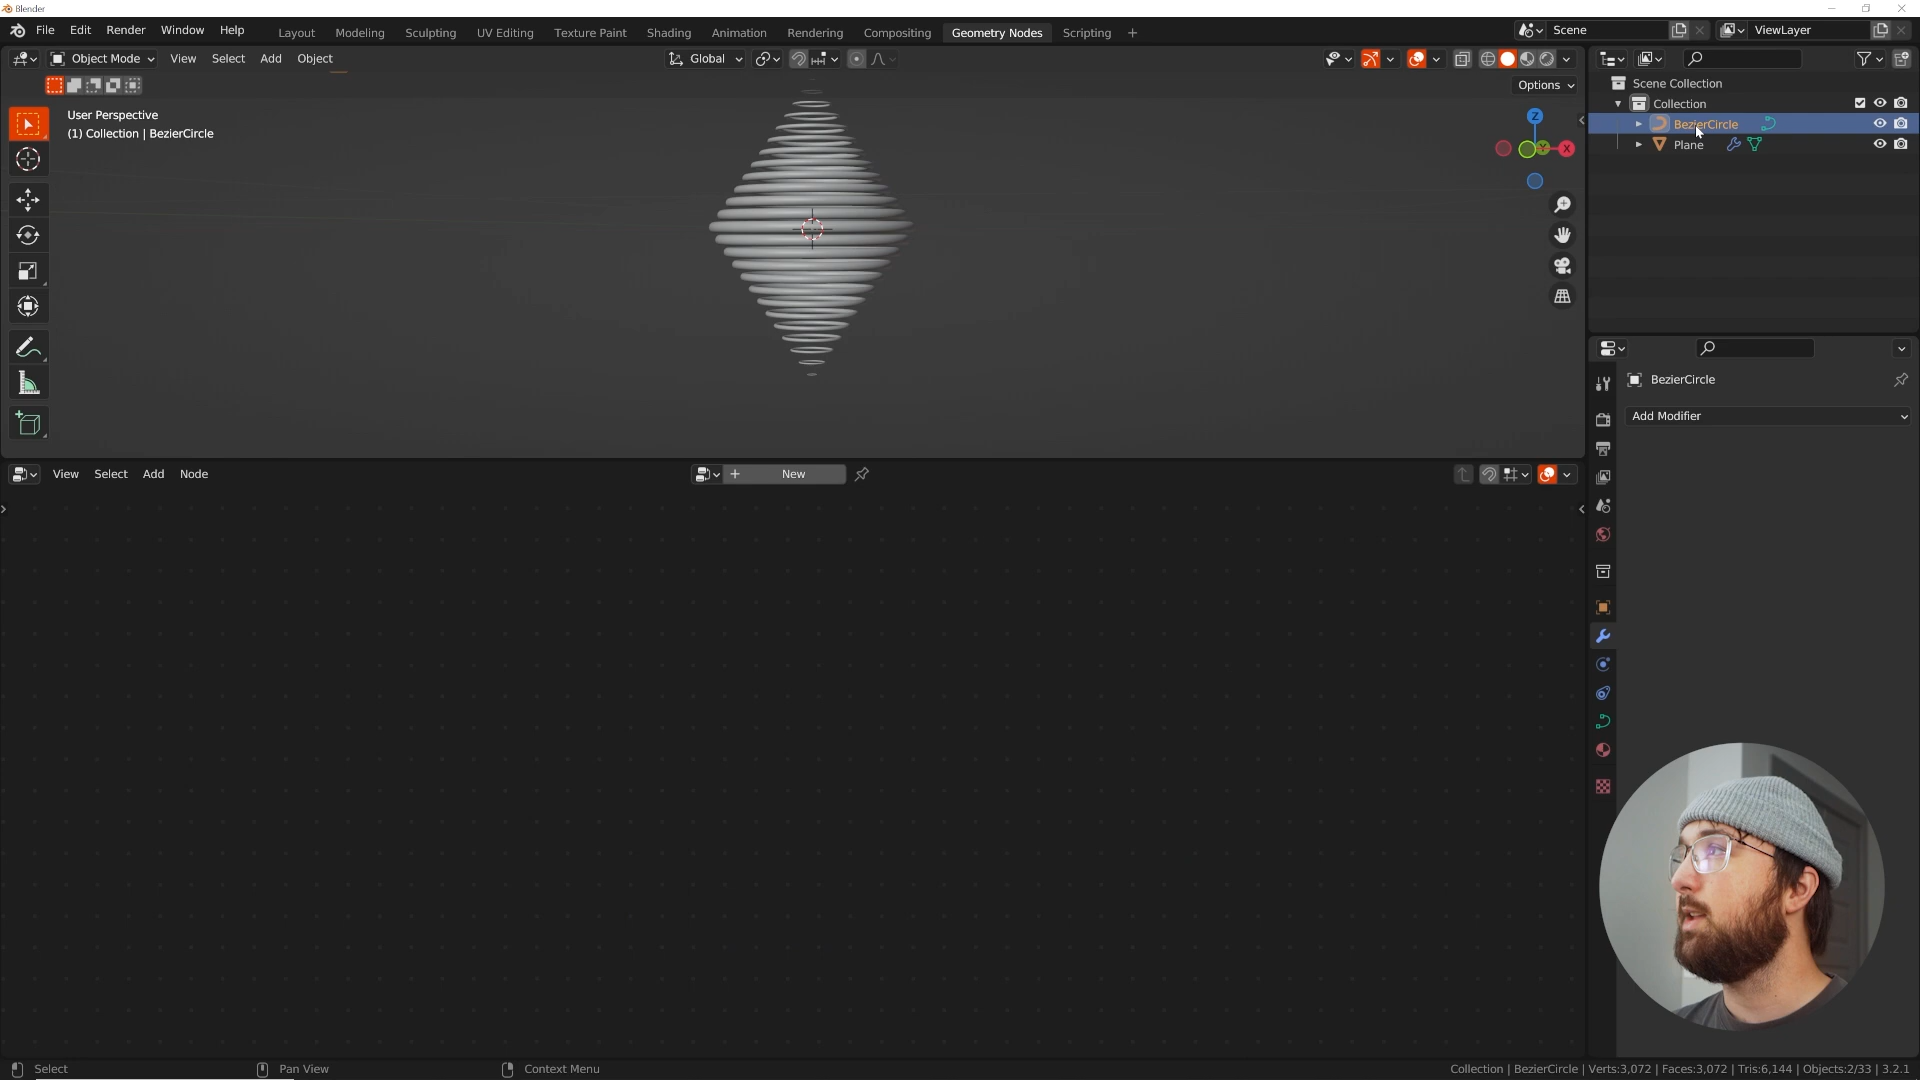 Blender
File Edit Render Window Help Layout Modeling Sculpting UV Editing Texture Paint Shading Animation Rendering Compositing Geometry Nodes Scripting + Scene ViewLayer
Object Mode View Select Add Object Global
Options
User Perspective
(1) Collection | BezierCircle
Z
Y
X
Scene Collection
Collection
BezierCircle
Plane
BezierCircle
Add Modifier
View Select Add Node + New
Select Pan View Context Menu Collection | BezierCircle | Verts:3,072 | Faces:3,072 | Tris:6,144 | Objects:2/33 | 3.2.1